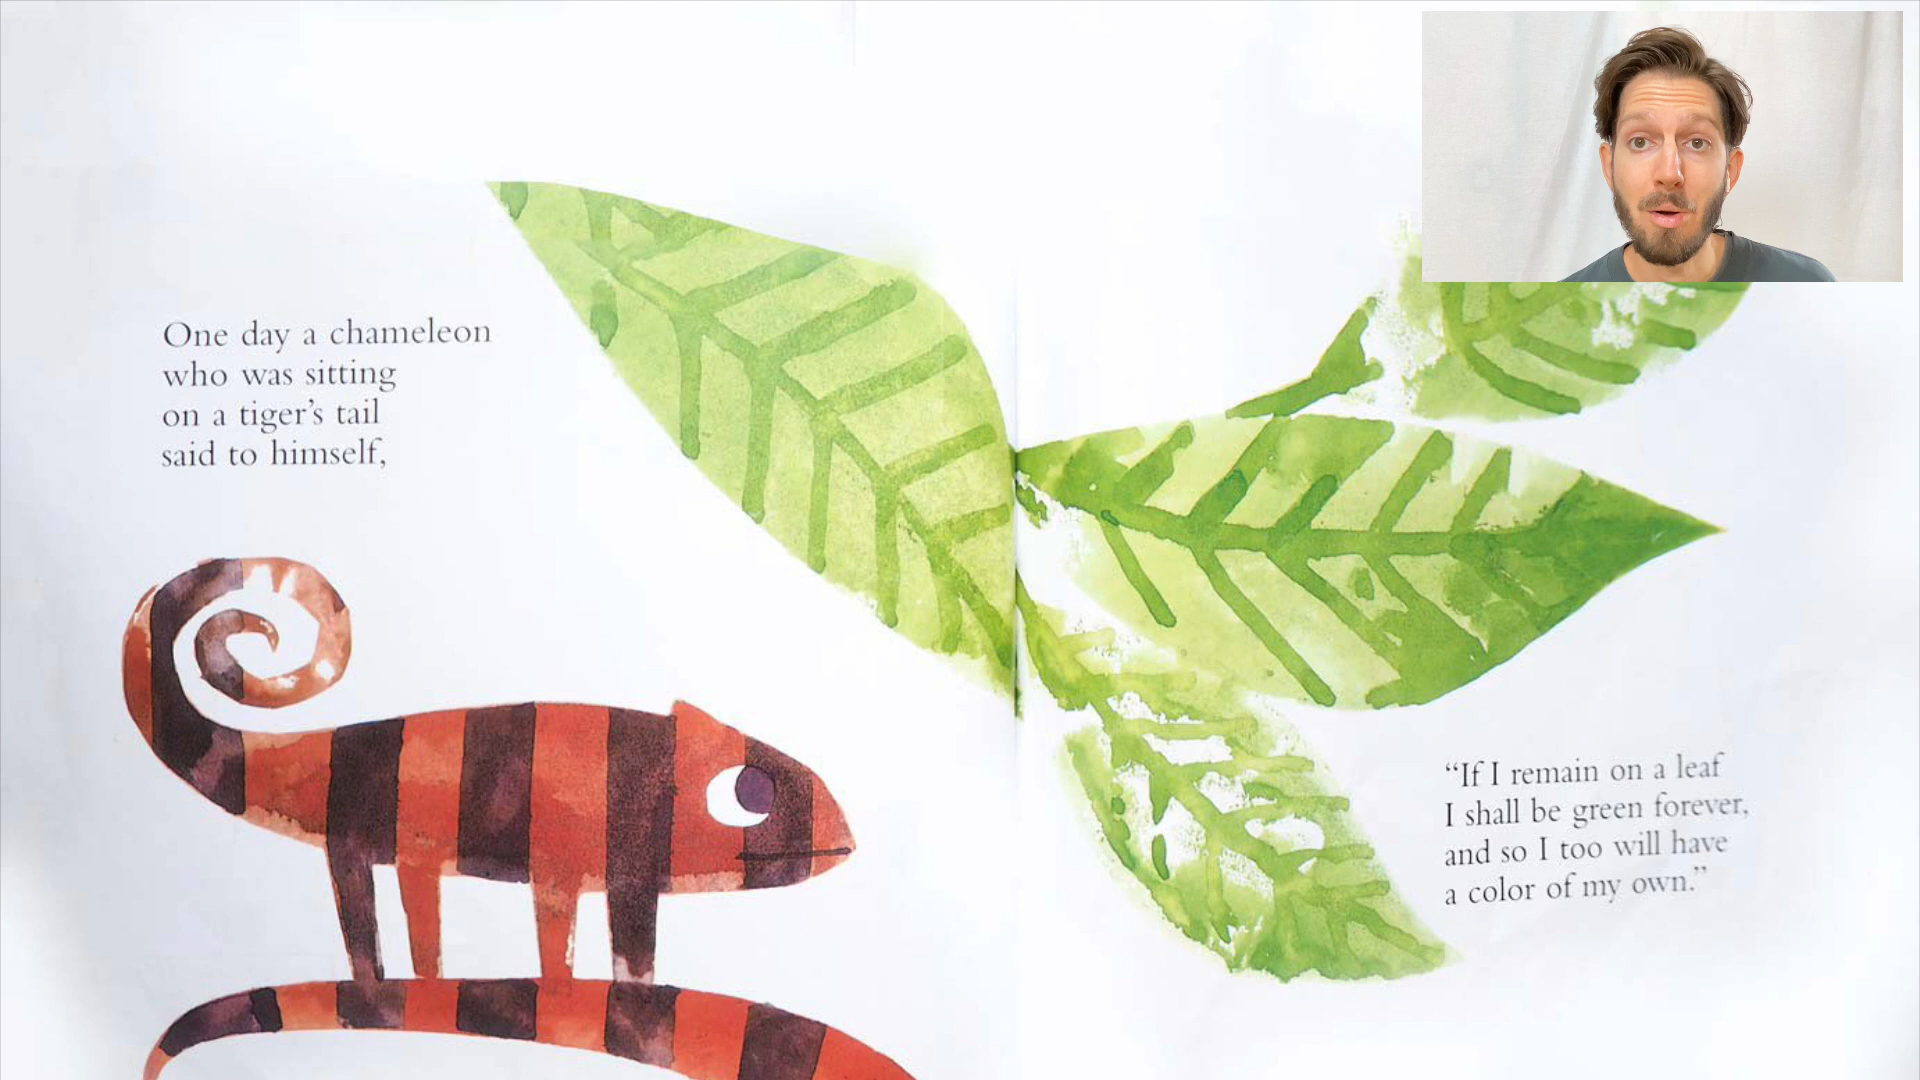 One day a chameleon
who was sitting
on a tiger's tail
said to himself,
“If I remain on a leaf
I shall be green forever,
and so I too will have
a color of my own.”